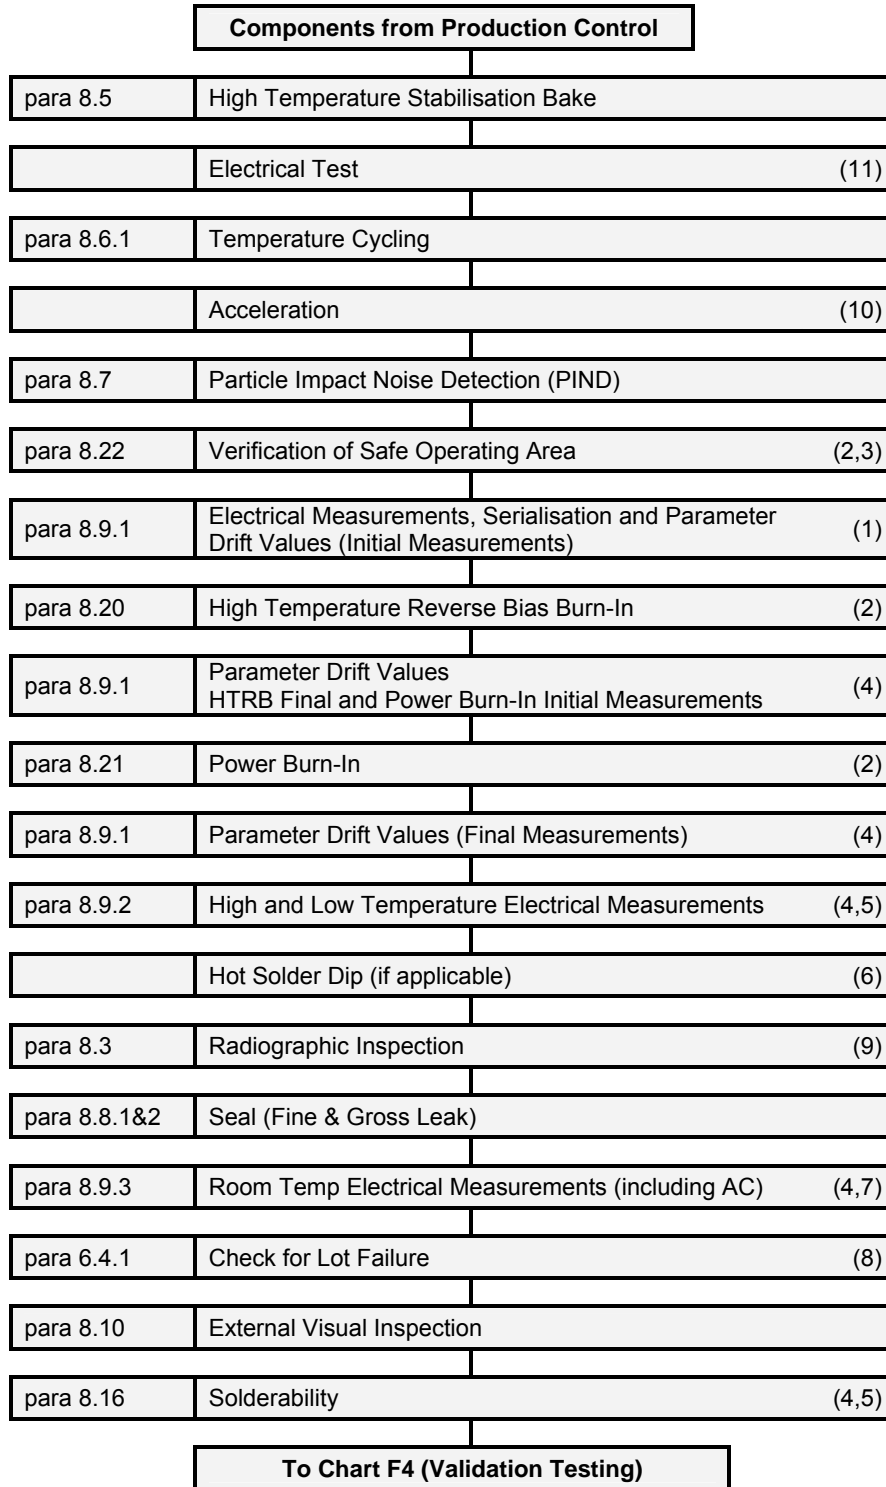 Components from Production Control
para 8.5 High Temperature Stabilisation Bake
Electrical Test (11)
para 8.6.1 Temperature Cycling
Acceleration (10)
para 8.7 Particle Impact Noise Detection (PIND)
para 8.22 Verification of Safe Operating Area (2,3)
para 8.9.1 Electrical Measurements, Serialisation and Parameter
Drift Values (Initial Measurements) (1)
para 8.20 High Temperature Reverse Bias Burn-In (2)
para 8.9.1 Parameter Drift Values
HTRB Final and Power Burn-In Initial Measurements (4)
para 8.21 Power Burn-In (2)
para 8.9.1 Parameter Drift Values (Final Measurements) (4)
para 8.9.2 High and Low Temperature Electrical Measurements (4,5)
Hot Solder Dip (if applicable) (6)
para 8.3 Radiographic Inspection (9)
para 8.8.1&2 Seal (Fine & Gross Leak)
para 8.9.3 Room Temp Electrical Measurements (including AC) (4,7)
para 6.4.1 Check for Lot Failure (8)
para 8.10 External Visual Inspection
para 8.16 Solderability (4,5)
To Chart F4 (Validation Testing)